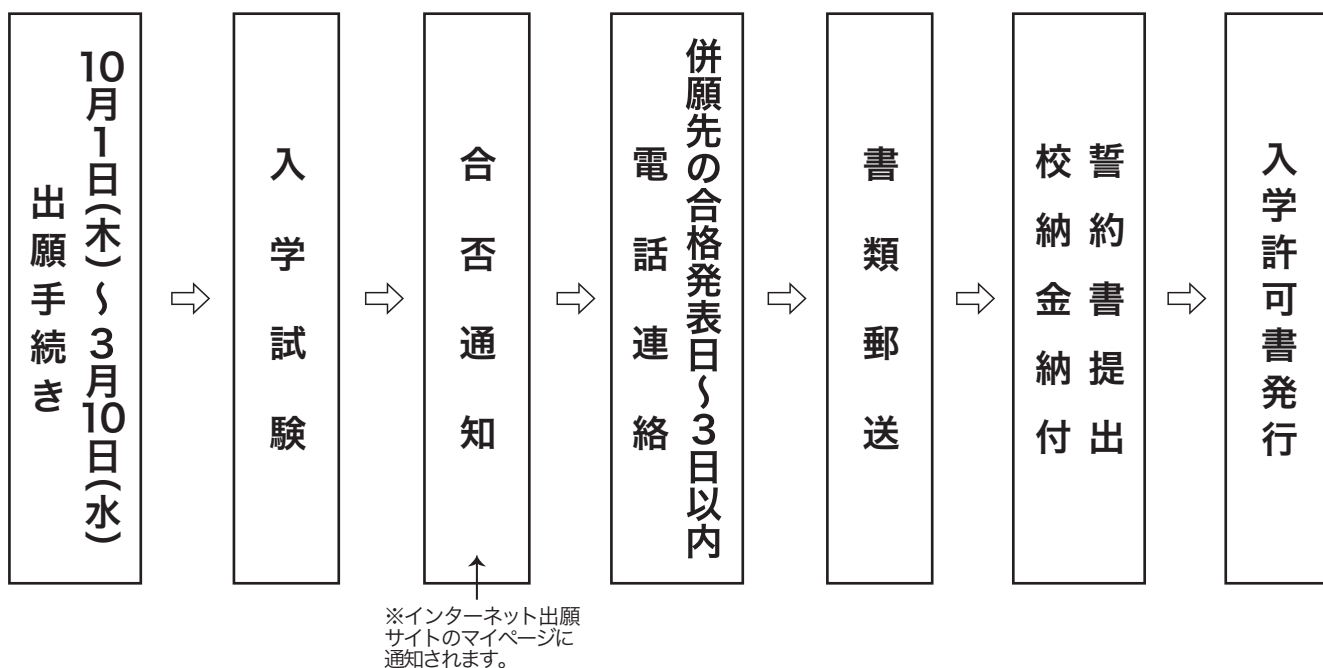 10月1日(木)〜3月10日(水)
出願手続き
⇨
入学試験
⇨
合否通知
⇨
併願先の合格発表日〜3日以内
電話連絡
⇨
書類郵送
⇨
誓約書提出
校納金納付
⇨
入学許可書発行
※インターネット出願
サイトのマイページに
通知されます。